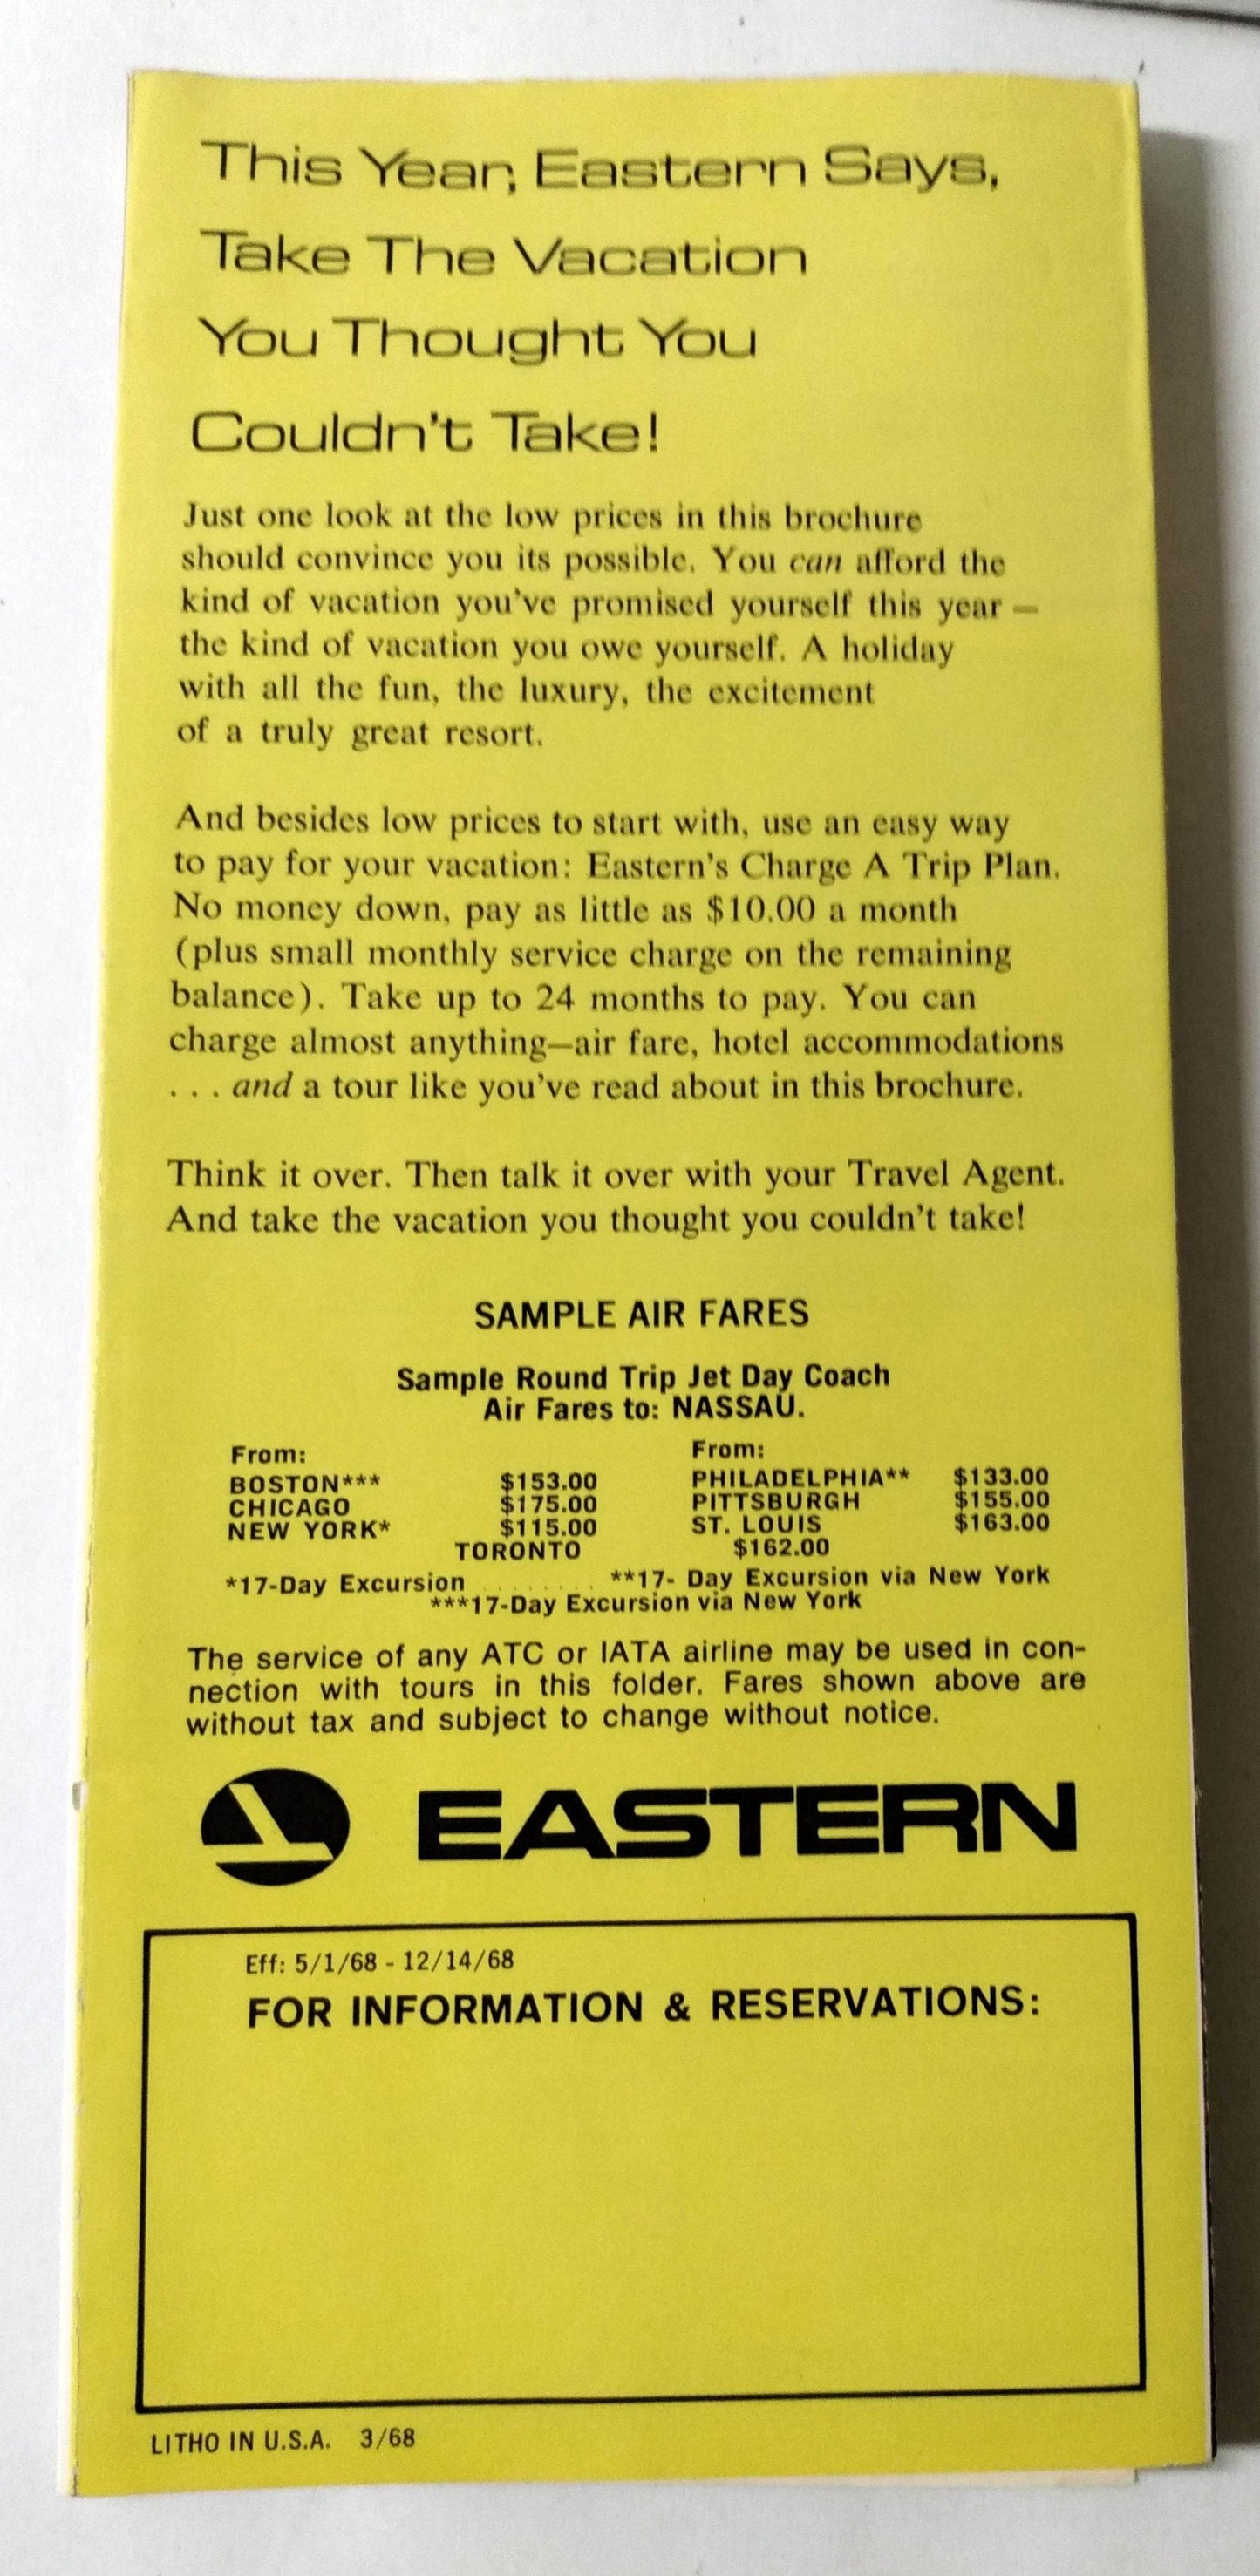 This Year, Eastern Says,
Take The Vacation
You Thought You
Couldn't Take!
Just one look at the low prices in this brochure
should convince you its possible. You can afford the
kind of vacation you've promised yourself this year —
the kind of vacation you owe yourself. A holiday
with all the fun, the luxury, the excitement
of a truly great resort.
And besides low prices to start with, use an easy way
to pay for your vacation: Eastern's Charge A Trip Plan.
No money down, pay as little as $10.00 a month
(plus small monthly service charge on the remaining
balance). Take up to 24 months to pay. You can
charge almost anything—air fare, hotel accommodations
. . . and a tour like you've read about in this brochure.
Think it over. Then talk it over with your Travel Agent.
And take the vacation you thought you couldn't take!
SAMPLE AIR FARES
Sample Round Trip Jet Day Coach
Air Fares to: NASSAU.
From: From:
BOSTON*** $153.00 PHILADELPHIA** $133.00
CHICAGO $175.00 PITTSBURGH $155.00
NEW YORK* $115.00 ST. LOUIS $163.00
TORONTO $162.00
*17-Day Excursion **17- Day Excursion via New York
***17-Day Excursion via New York
The service of any ATC or IATA airline may be used in con-
nection with tours in this folder. Fares shown above are
without tax and subject to change without notice.
EASTERN
Eff: 5/1/68 - 12/14/68
FOR INFORMATION & RESERVATIONS:
LITHO IN U.S.A. 3/68